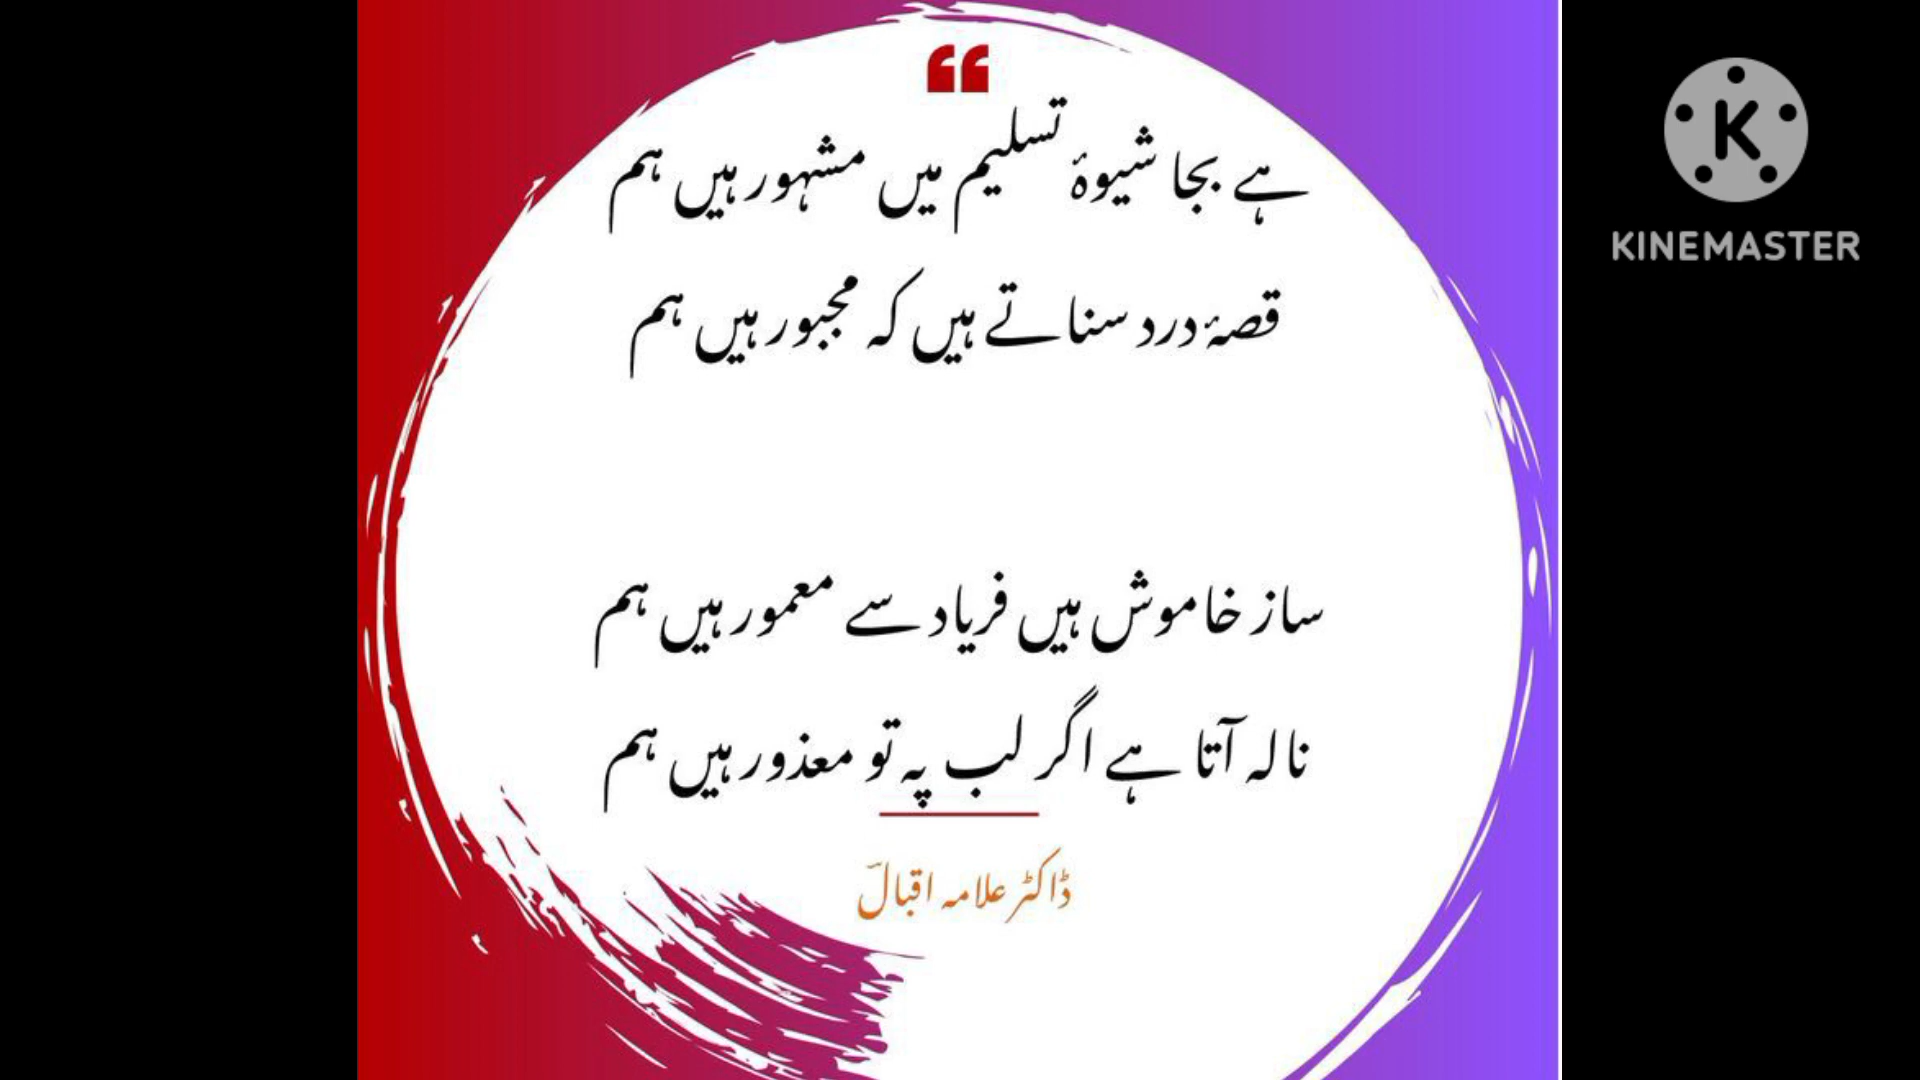 ہے بجا شیوۂ تسلیم میں مشہور ہیں ہم
قصۂ درد سناتے ہیں کہ مجبور ہیں ہم
ساز خاموش ہیں فریاد سے معمور ہیں ہم
نالہ آتا ہے اگر لب پہ تو معذور ہیں ہم
ڈاکٹر علامہ اقبالؔ
K
KINEMASTER